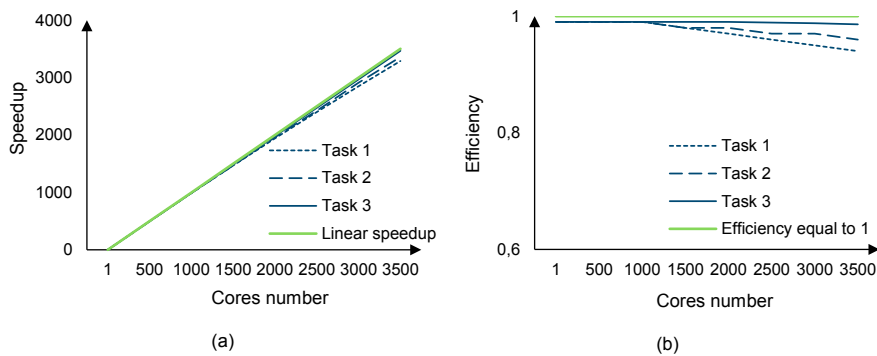 4000
3000
2000
1000
0
Speedup
Task 1
Task 2
Task 3
Linear speedup
1 500 1000 1500 2000 2500 3000 3500
Cores number
(a)
1
0,8
0,6
Efficiency
Task 1
Task 2
Task 3
Efficiency equal to 1
1 500 1000 1500 2000 2500 3000 3500
Cores number
(b)